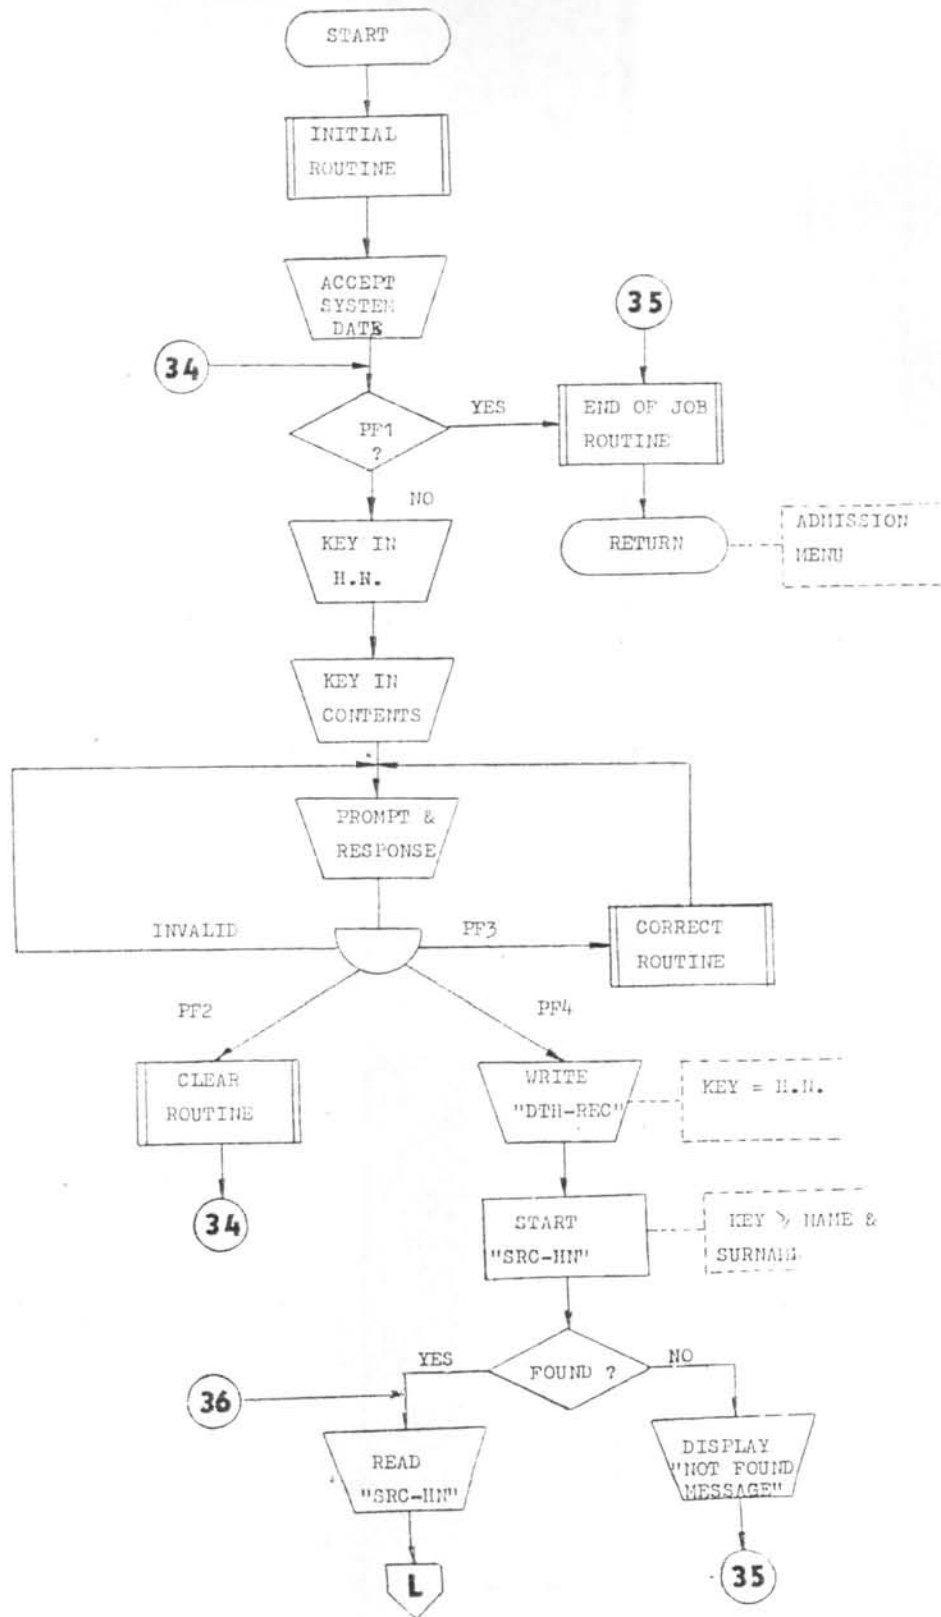 START
INITIAL
ROUTINE
ACCEPT
SYSTEM
DATE
35
34
PF1
?
YES
END OF JOB
ROUTINE
NO
KEY IN
H.N.
RETURN
ADMISSION
MENU
KEY IN
CONTENTS
PROMPT &
RESPONSE
INVALID
PF3
CORRECT
ROUTINE
PF2
PF4
CLEAR
ROUTINE
WRITE
"DTH-REC"
KEY = H.N.
34
START
"SRC-HN"
KEY ⩾ NAME &
SURNAME
YES
FOUND ?
NO
36
READ
"SRC-HN"
DISPLAY
"NOT FOUND
MESSAGE"
L
35